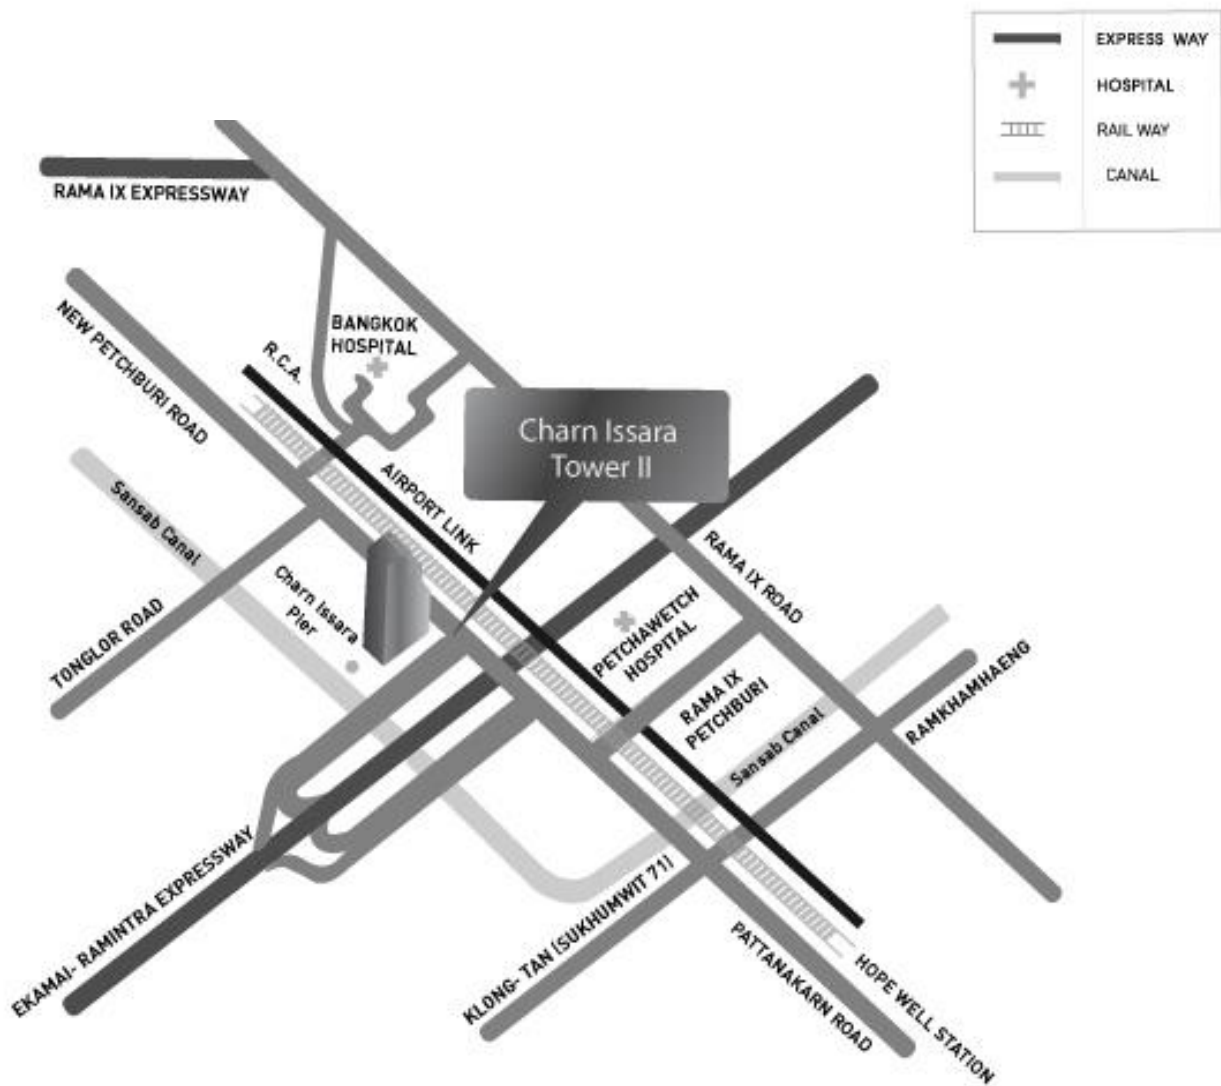 EXPRESS WAY
HOSPITAL
RAIL WAY
CANAL
RAMA IX EXPRESSWAY
NEW PETCHBURI ROAD
BANGKOK
HOSPITAL
R.C.A.
Charn Issara
Tower II
AIRPORT LINK
Sansab Canal
TONGLOR ROAD
Charn Issara
Pier
RAMA IX ROAD
PETCHAWETCH
HOSPITAL
RAMA IX
PETCHBURI
Sansab Canal
RAMKHAMHAENG
EKAMAI- RAMINTRA EXPRESSWAY
KLONG- TAN (SUKHUMWIT 71)
PATTANAKARN ROAD
HOPE WELL STATION